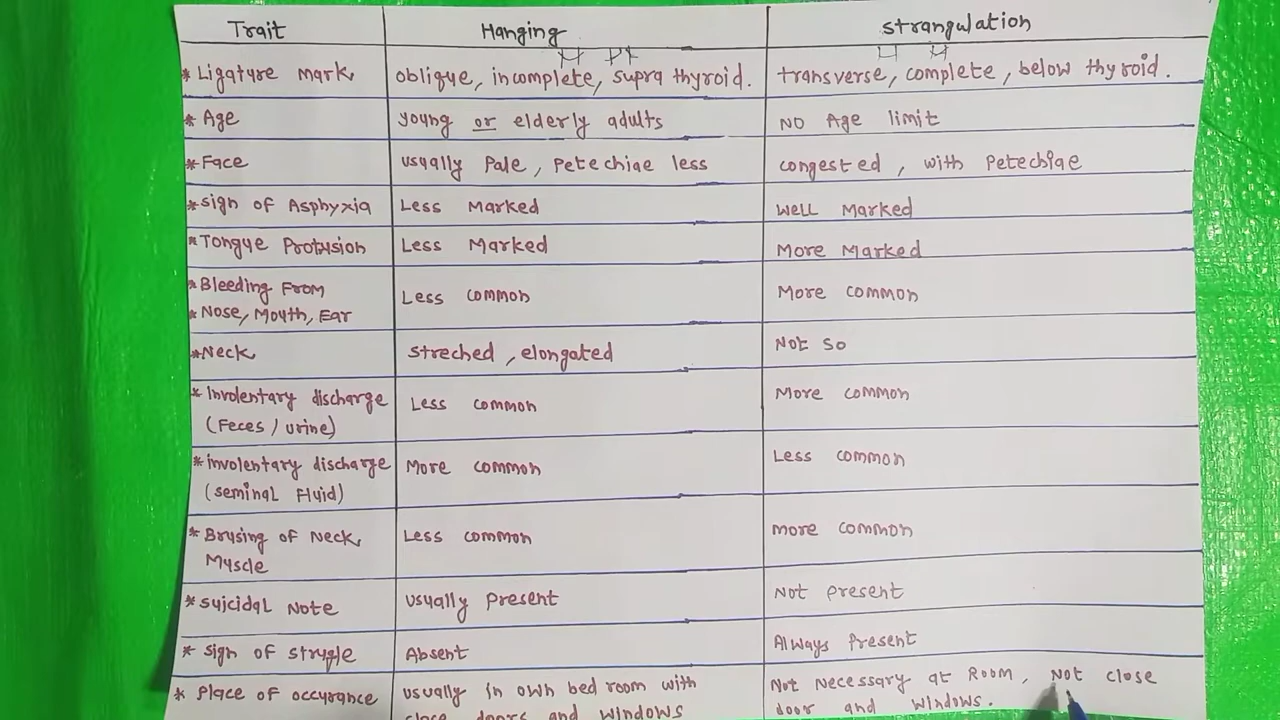 Trait Hanging Strangulation
* Ligature mark oblique, incomplete, supra thyroid. transverse, complete, below thyroid.
* Age young or elderly adults NO Age limit
* Face usually Pale, Petechiae less congested, with Petechiae
* sign of Asphyxia Less Marked Well Marked
* Tongue Protusion Less Marked More Marked
* Bleeding From Less common More common
* Nose, Mouth, Ear
* Neck streched, elongated Not so
* Involentary discharge Less common More common
(Feces / urine)
* involentary discharge More common Less common
(seminal Fluid)
* Brusing of Neck Less common more common
Muscle
* Suicidal Note usually present Not present
* sign of strugle Absent Always Present
* Place of occurance usually in own bed room with Not Necessary at Room, Not close
close doors and windows door and windows.